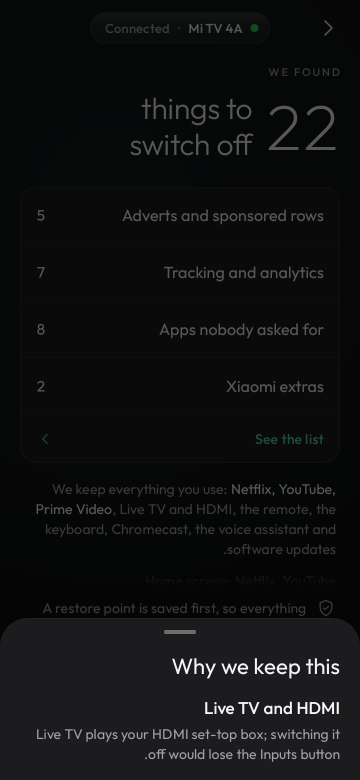 Connected · Mi TV 4A
WE FOUND
22 things to
switch off
Adverts and sponsored rows 5
Tracking and analytics 7
Apps nobody asked for 8
Xiaomi extras 2
See the list
We keep everything you use: Netflix, YouTube,
Prime Video, Live TV and HDMI, the remote, the
keyboard, Chromecast, the voice assistant and
.software updates
Home screen: Netflix, YouTube
A restore point is saved first, so everything
Why we keep this
Live TV and HDMI
Live TV plays your HDMI set-top box; switching it
.off would lose the Inputs button